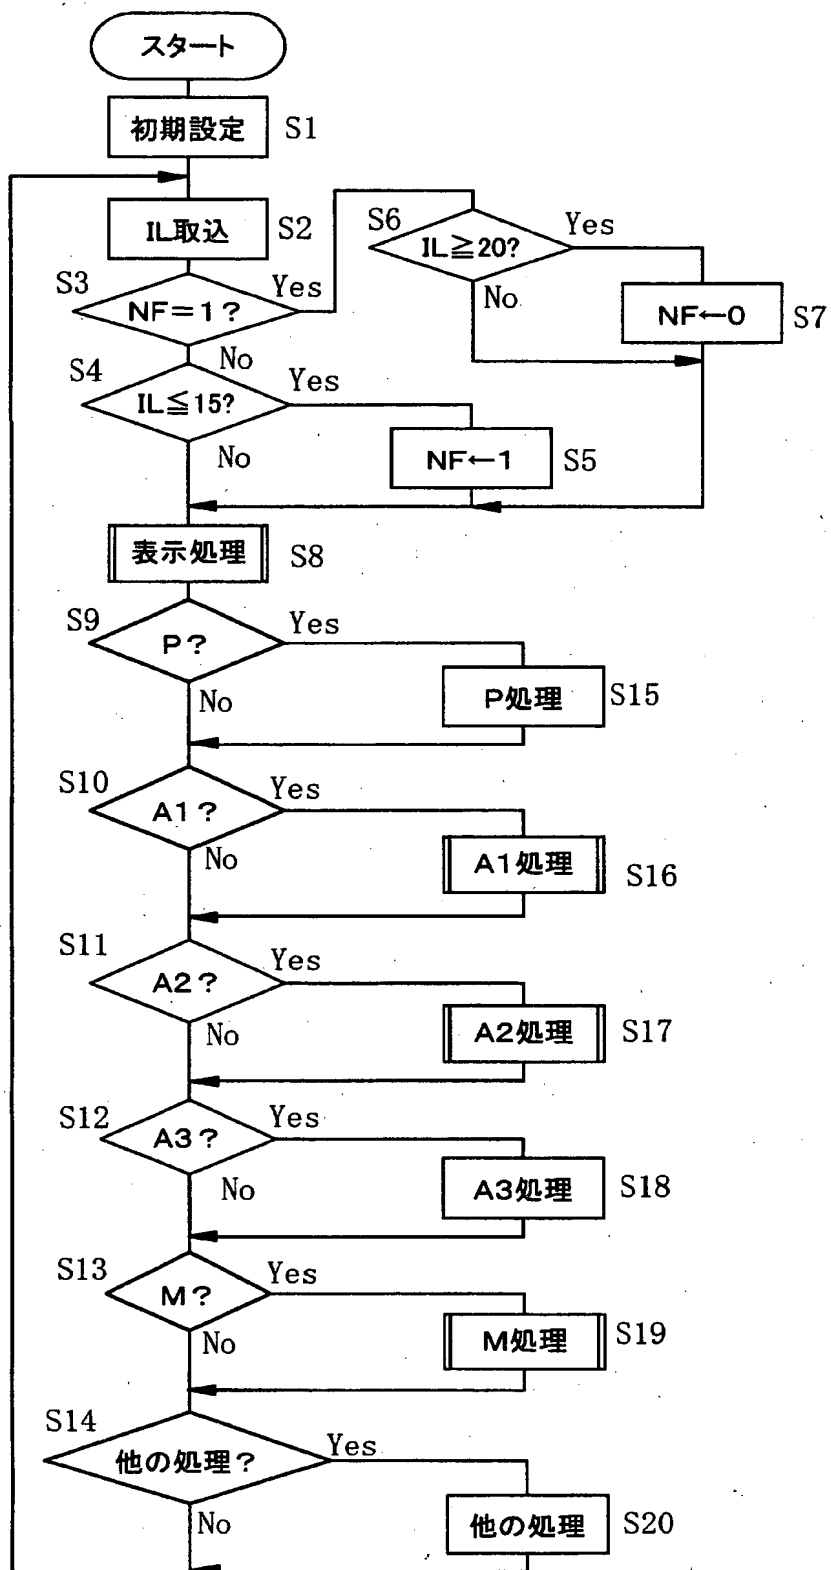 スタート
初期設定 S1
IL取込 S2
S3 NF=1? Yes
No
S6 IL≧20? Yes
No
NF←0 S7
S4 IL≦15? Yes
No
NF←1 S5
表示処理 S8
S9 P? Yes
No
P処理 S15
S10 A1? Yes
No
A1処理 S16
S11 A2? Yes
No
A2処理 S17
S12 A3? Yes
No
A3処理 S18
S13 M? Yes
No
M処理 S19
S14 他の処理? Yes
No
他の処理 S20